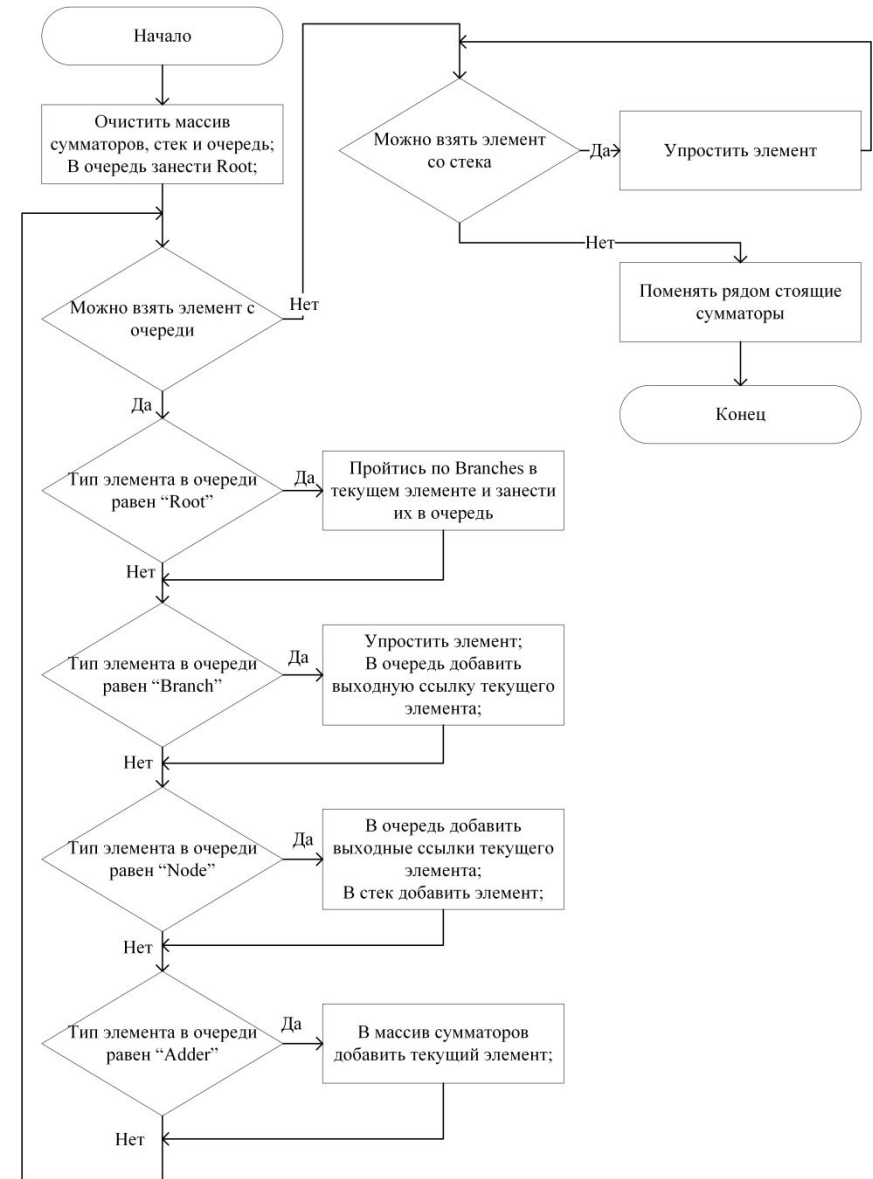 Начало
Очистить массив
сумматоров, стек и очередь;
В очередь занести Root;
Можно взять элемент с
очереди
Нет
Да
Тип элемента в очереди
равен “Root”
Да
Пройтись по Branches в
текущем элементе и занести
их в очередь
Нет
Тип элемента в очереди
равен “Branch”
Да
Упростить элемент;
В очередь добавить
выходную ссылку текущего
элемента;
Нет
Тип элемента в очереди
равен “Node”
Да
В очередь добавить
выходные ссылки текущего
элемента;
В стек добавить элемент;
Нет
Тип элемента в очереди
равен “Adder”
Да
В массив сумматоров
добавить текущий элемент;
Нет
Можно взять элемент
со стека
Да
Упростить элемент
Нет
Поменять рядом стоящие
сумматоры
Конец